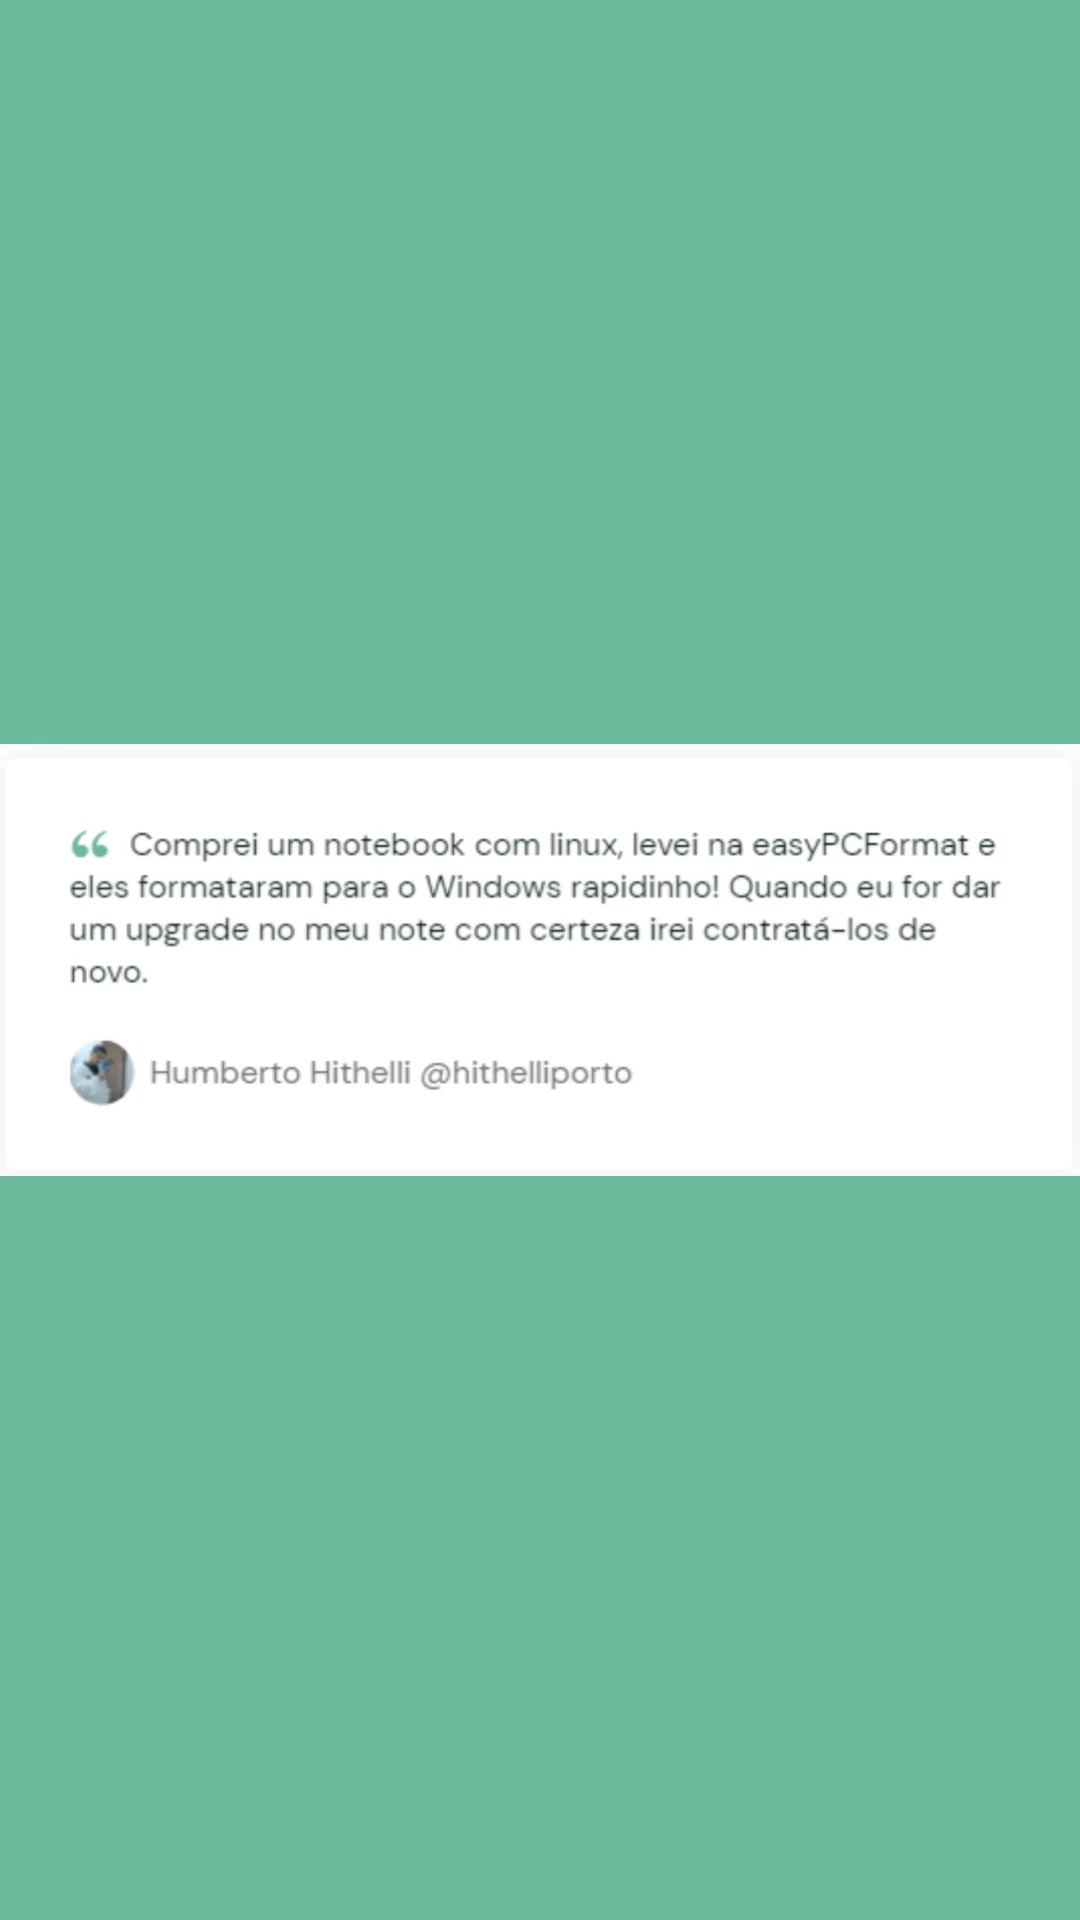 “ Comprei um notebook com linux, levei na easyPCFormat e
eles formataram para o Windows rapidinho! Quando eu for dar
um upgrade no meu note com certeza irei contratá-los de
novo.
Humberto Hithelli @hithelliporto